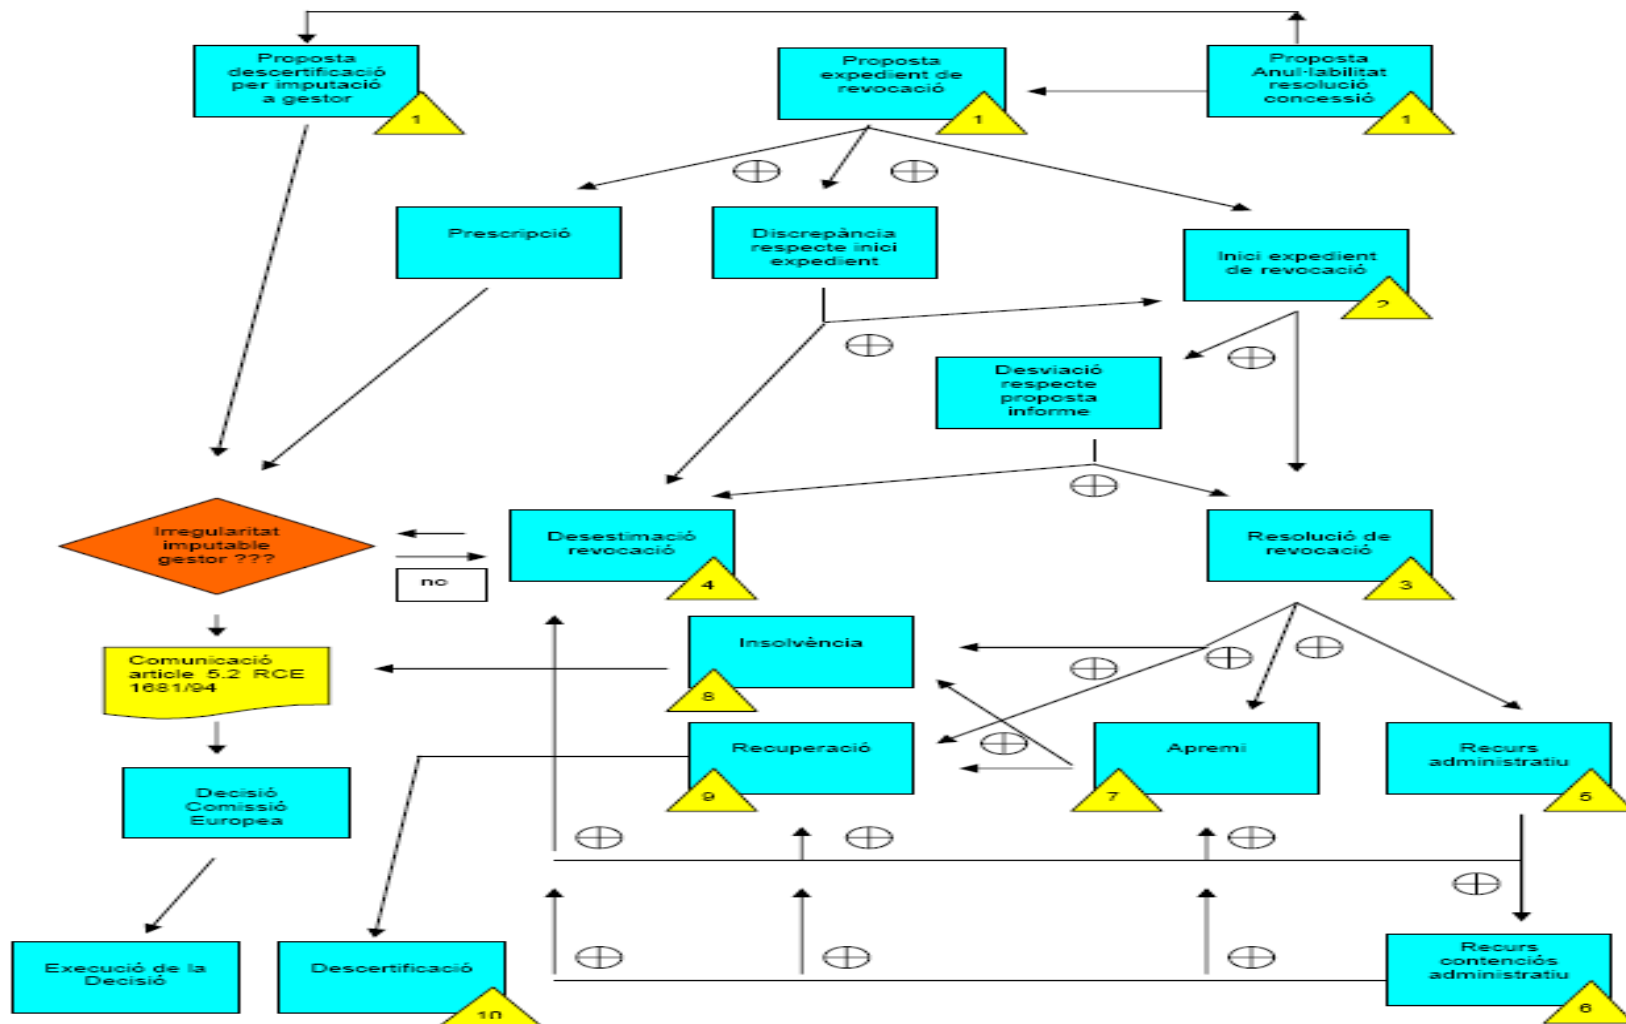 Proposta
descertificació
per imputació
a gestor
1
Proposta
expedient de
revocació
1
Proposta
Anul·labilitat
resolució
concessió
1
Prescripció
Discrepància
respecte inici
expedient
Inici expedient
de revocació
2
Desviació
respecte
proposta
informe
Irregularitat
imputable
gestor ???
no
Desestimació
revocació
4
Resolució de
revocació
3
Comunicació
article 5.2 RCE
1681/94
Insolvència
8
Recuperació
9
Apremi
7
Recurs
administratiu
5
Decisió
Comissió
Europea
Execució de la
Decisió
Descertificació
10
Recurs
contenciós
administratiu
6